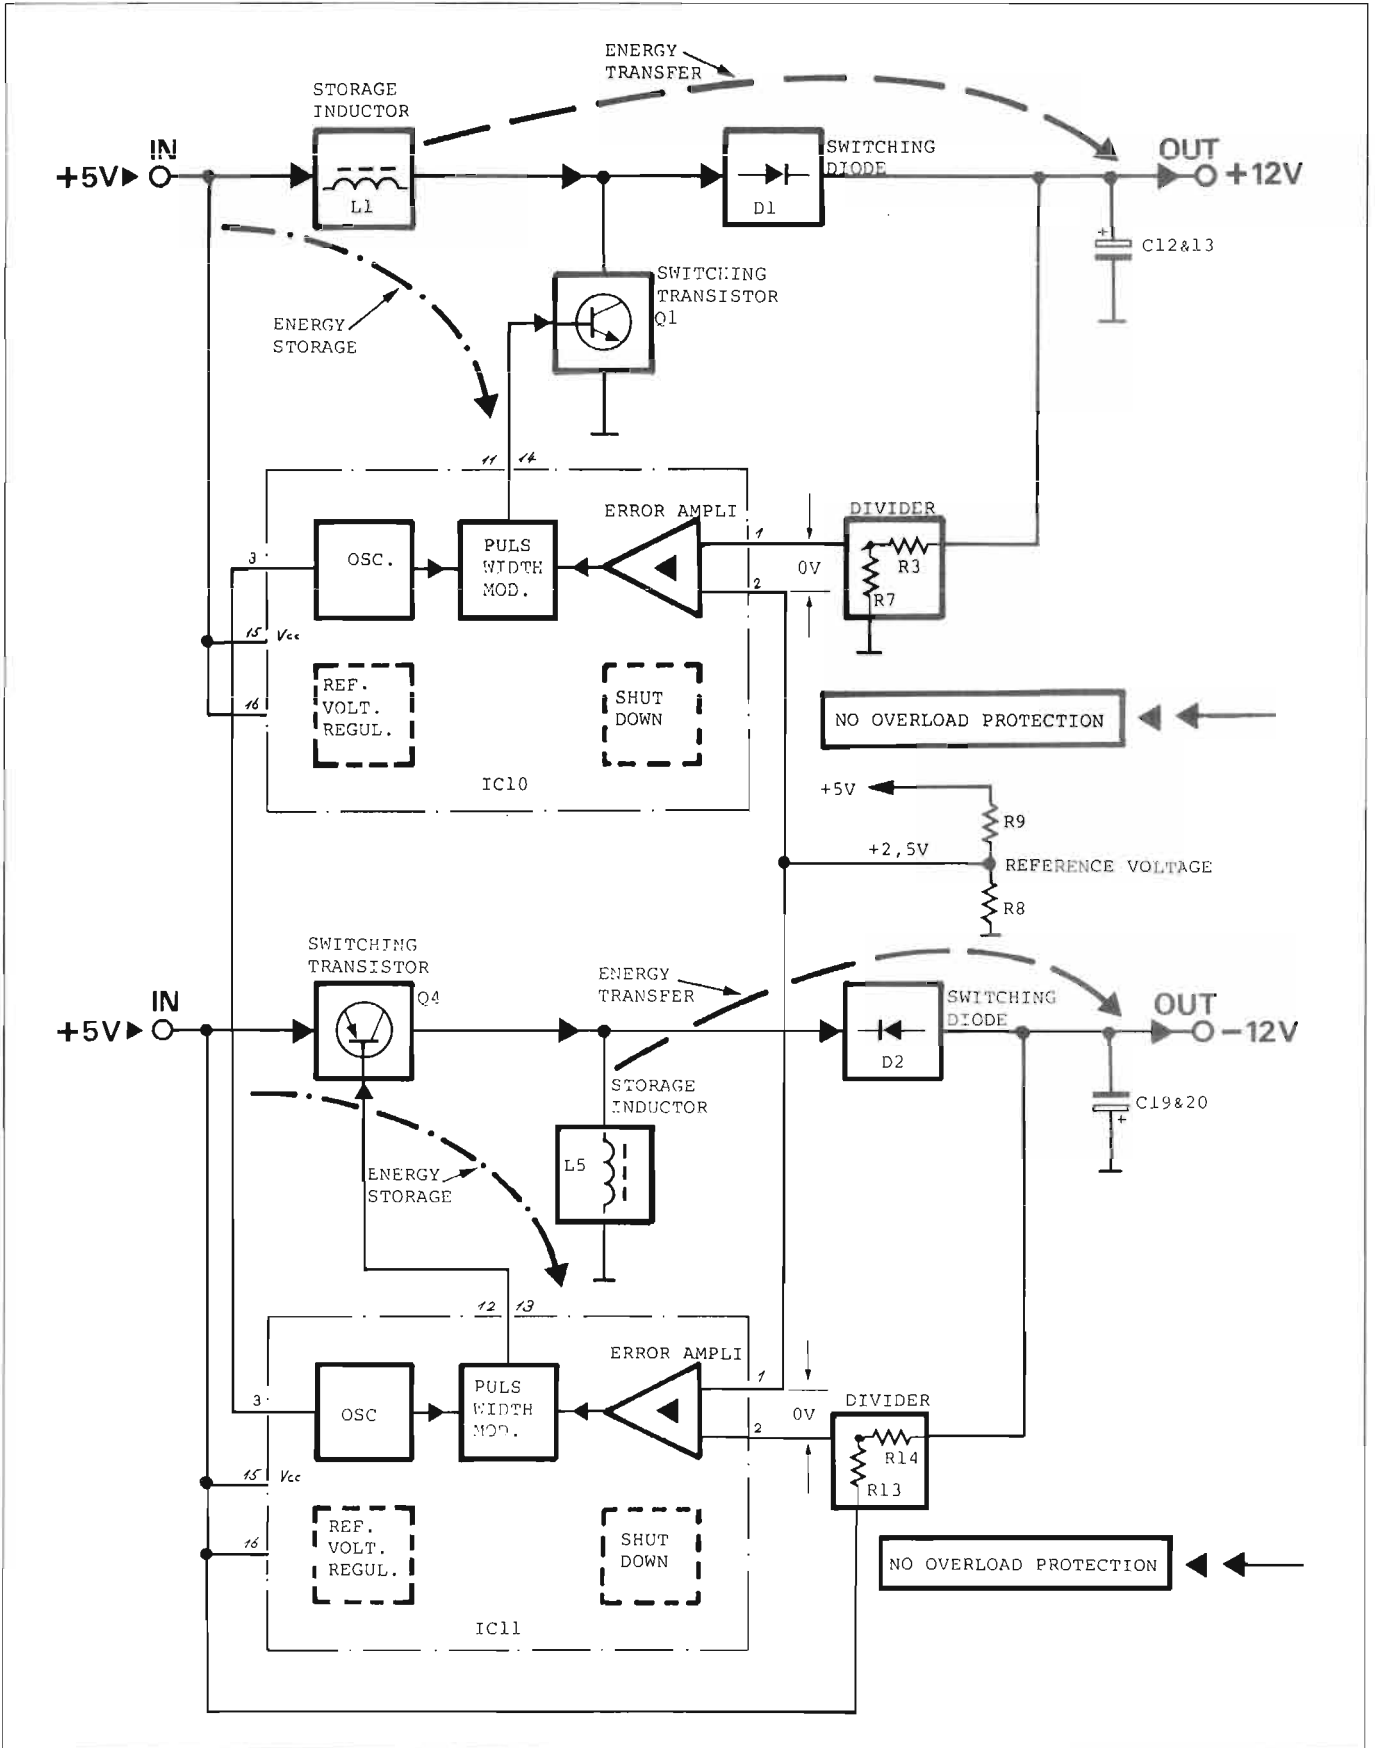 ENERGY
TRANSFER
STORAGE
INDUCTOR
IN
+5V
L1
D1
SWITCHING
DIODE
OUT
+12V
+
C12&13
SWITCHING
TRANSISTOR
Q1
ENERGY
STORAGE
11 14
ERROR AMPLI
1
DIVIDER
3
OSC.
PULS
WIDTH
MOD.
0V
2
R3
R7
15 Vcc
16
REF.
VOLT.
REGUL.
SHUT
DOWN
IC10
NO OVERLOAD PROTECTION
+5V
R9
+2,5V
REFERENCE VOLTAGE
R8
SWITCHING
TRANSISTOR
Q4
IN
+5V
ENERGY
TRANSFER
SWITCHING
DIODE
D2
OUT
-12V
STORAGE
INDUCTOR
L5
C19&20
+
ENERGY
STORAGE
12 13
ERROR AMPLI
1
DIVIDER
3
OSC
PULS
WIDTH
MOD.
0V
2
R14
R13
15 Vcc
16
REF.
VOLT.
REGUL.
SHUT
DOWN
IC11
NO OVERLOAD PROTECTION